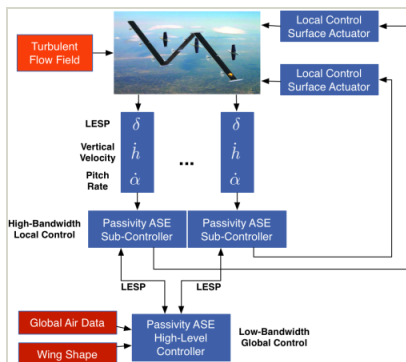 Turbulent
Flow Field
Local Control
Surface Actuator
Local Control
Surface Actuator
LESP
δ
δ
Vertical
Velocity
ḣ
...
ḣ
Pitch
Rate
α̇
α̇
High-Bandwidth
Local Control
Passivity ASE
Sub-Controller
Passivity ASE
Sub-Controller
LESP
LESP
Global Air Data
Wing Shape
Passivity ASE
High-Level
Controller
Low-Bandwidth
Global Control